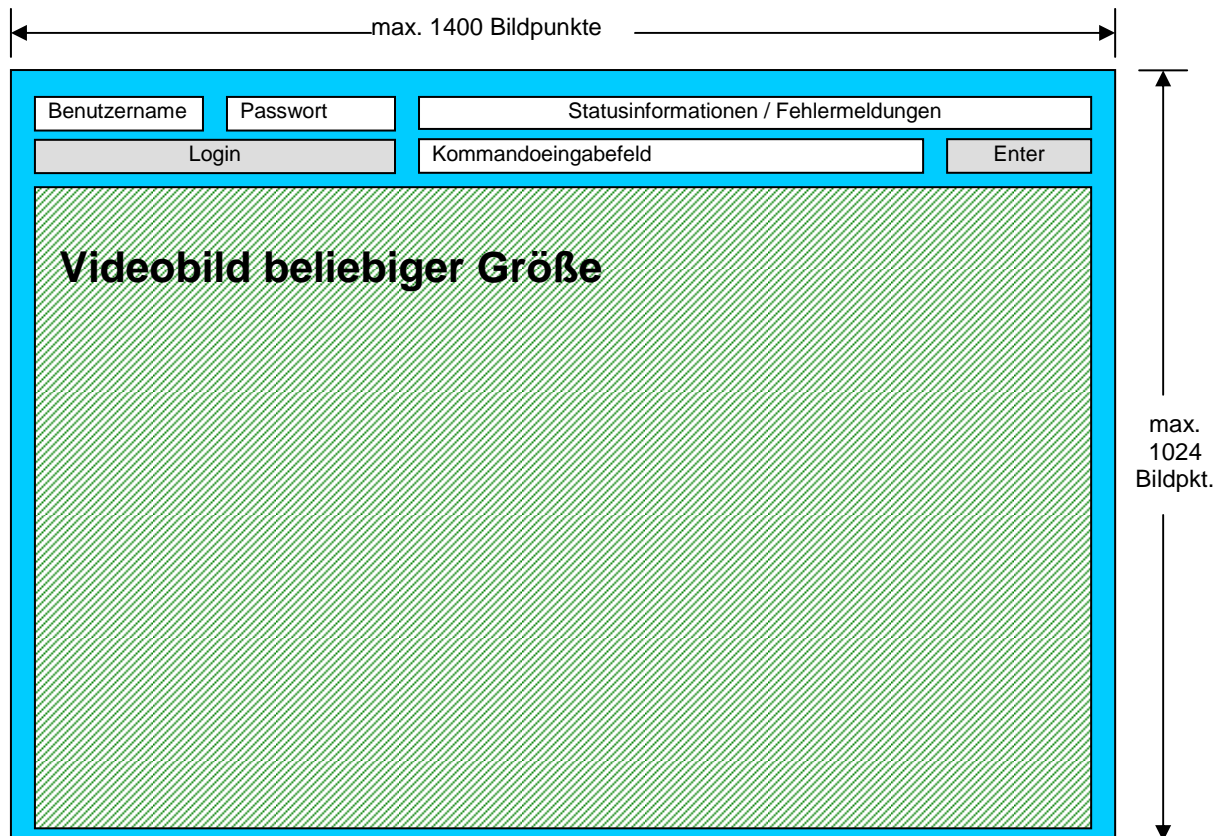 max. 1400 Bildpunkte
Benutzername
Passwort
Statusinformationen / Fehlermeldungen
Login
Kommandoeingabefeld
Enter
Videobild beliebiger Größe
max.
1024
Bildpkt.